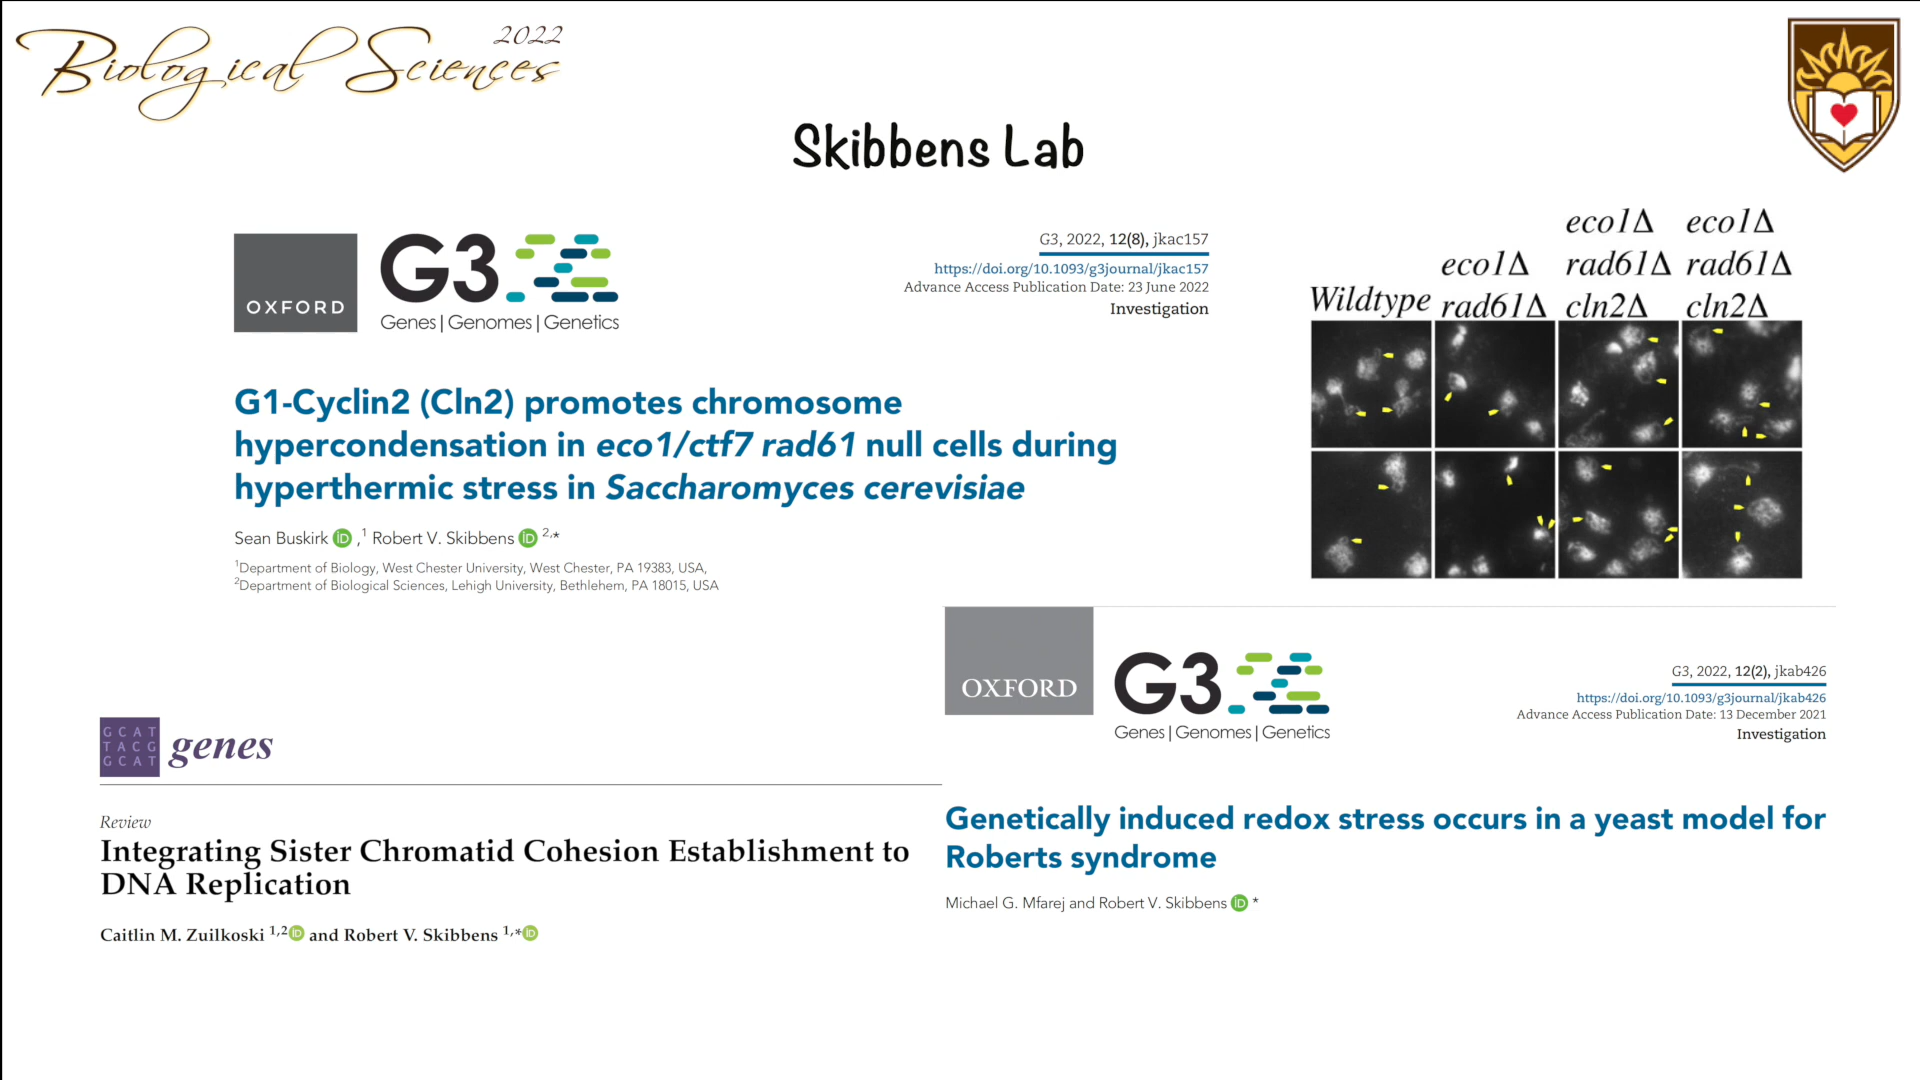 2022
Biological Sciences
Skibbens Lab
OXFORD
G3
Genes | Genomes | Genetics
G3, 2022, 12(8), jkac157
https://doi.org/10.1093/g3journal/jkac157
Advance Access Publication Date: 23 June 2022
Investigation
G1-Cyclin2 (Cln2) promotes chromosome
hypercondensation in eco1/ctf7 rad61 null cells during
hyperthermic stress in Saccharomyces cerevisiae
Sean Buskirk iD ,1 Robert V. Skibbens iD 2,*
1Department of Biology, West Chester University, West Chester, PA 19383, USA,
2Department of Biological Sciences, Lehigh University, Bethlehem, PA 18015, USA
eco1Δ eco1Δ
eco1Δ rad61Δ rad61Δ
Wildtype rad61Δ cln2Δ cln2Δ
GCAT
TACG
GCAT
genes
Review
Integrating Sister Chromatid Cohesion Establishment to
DNA Replication
Caitlin M. Zuilkoski 1,2 iD and Robert V. Skibbens 1,* iD
OXFORD
G3
Genes | Genomes | Genetics
G3, 2022, 12(2), jkab426
https://doi.org/10.1093/g3journal/jkab426
Advance Access Publication Date: 13 December 2021
Investigation
Genetically induced redox stress occurs in a yeast model for
Roberts syndrome
Michael G. Mfarej and Robert V. Skibbens iD *